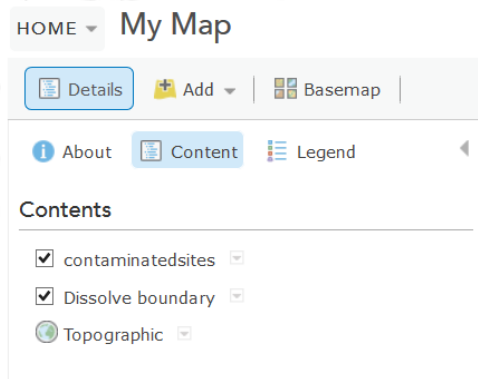 HOME My Map
Details Add Basemap
About Content Legend
Contents
contaminatedsites
Dissolve boundary
Topographic